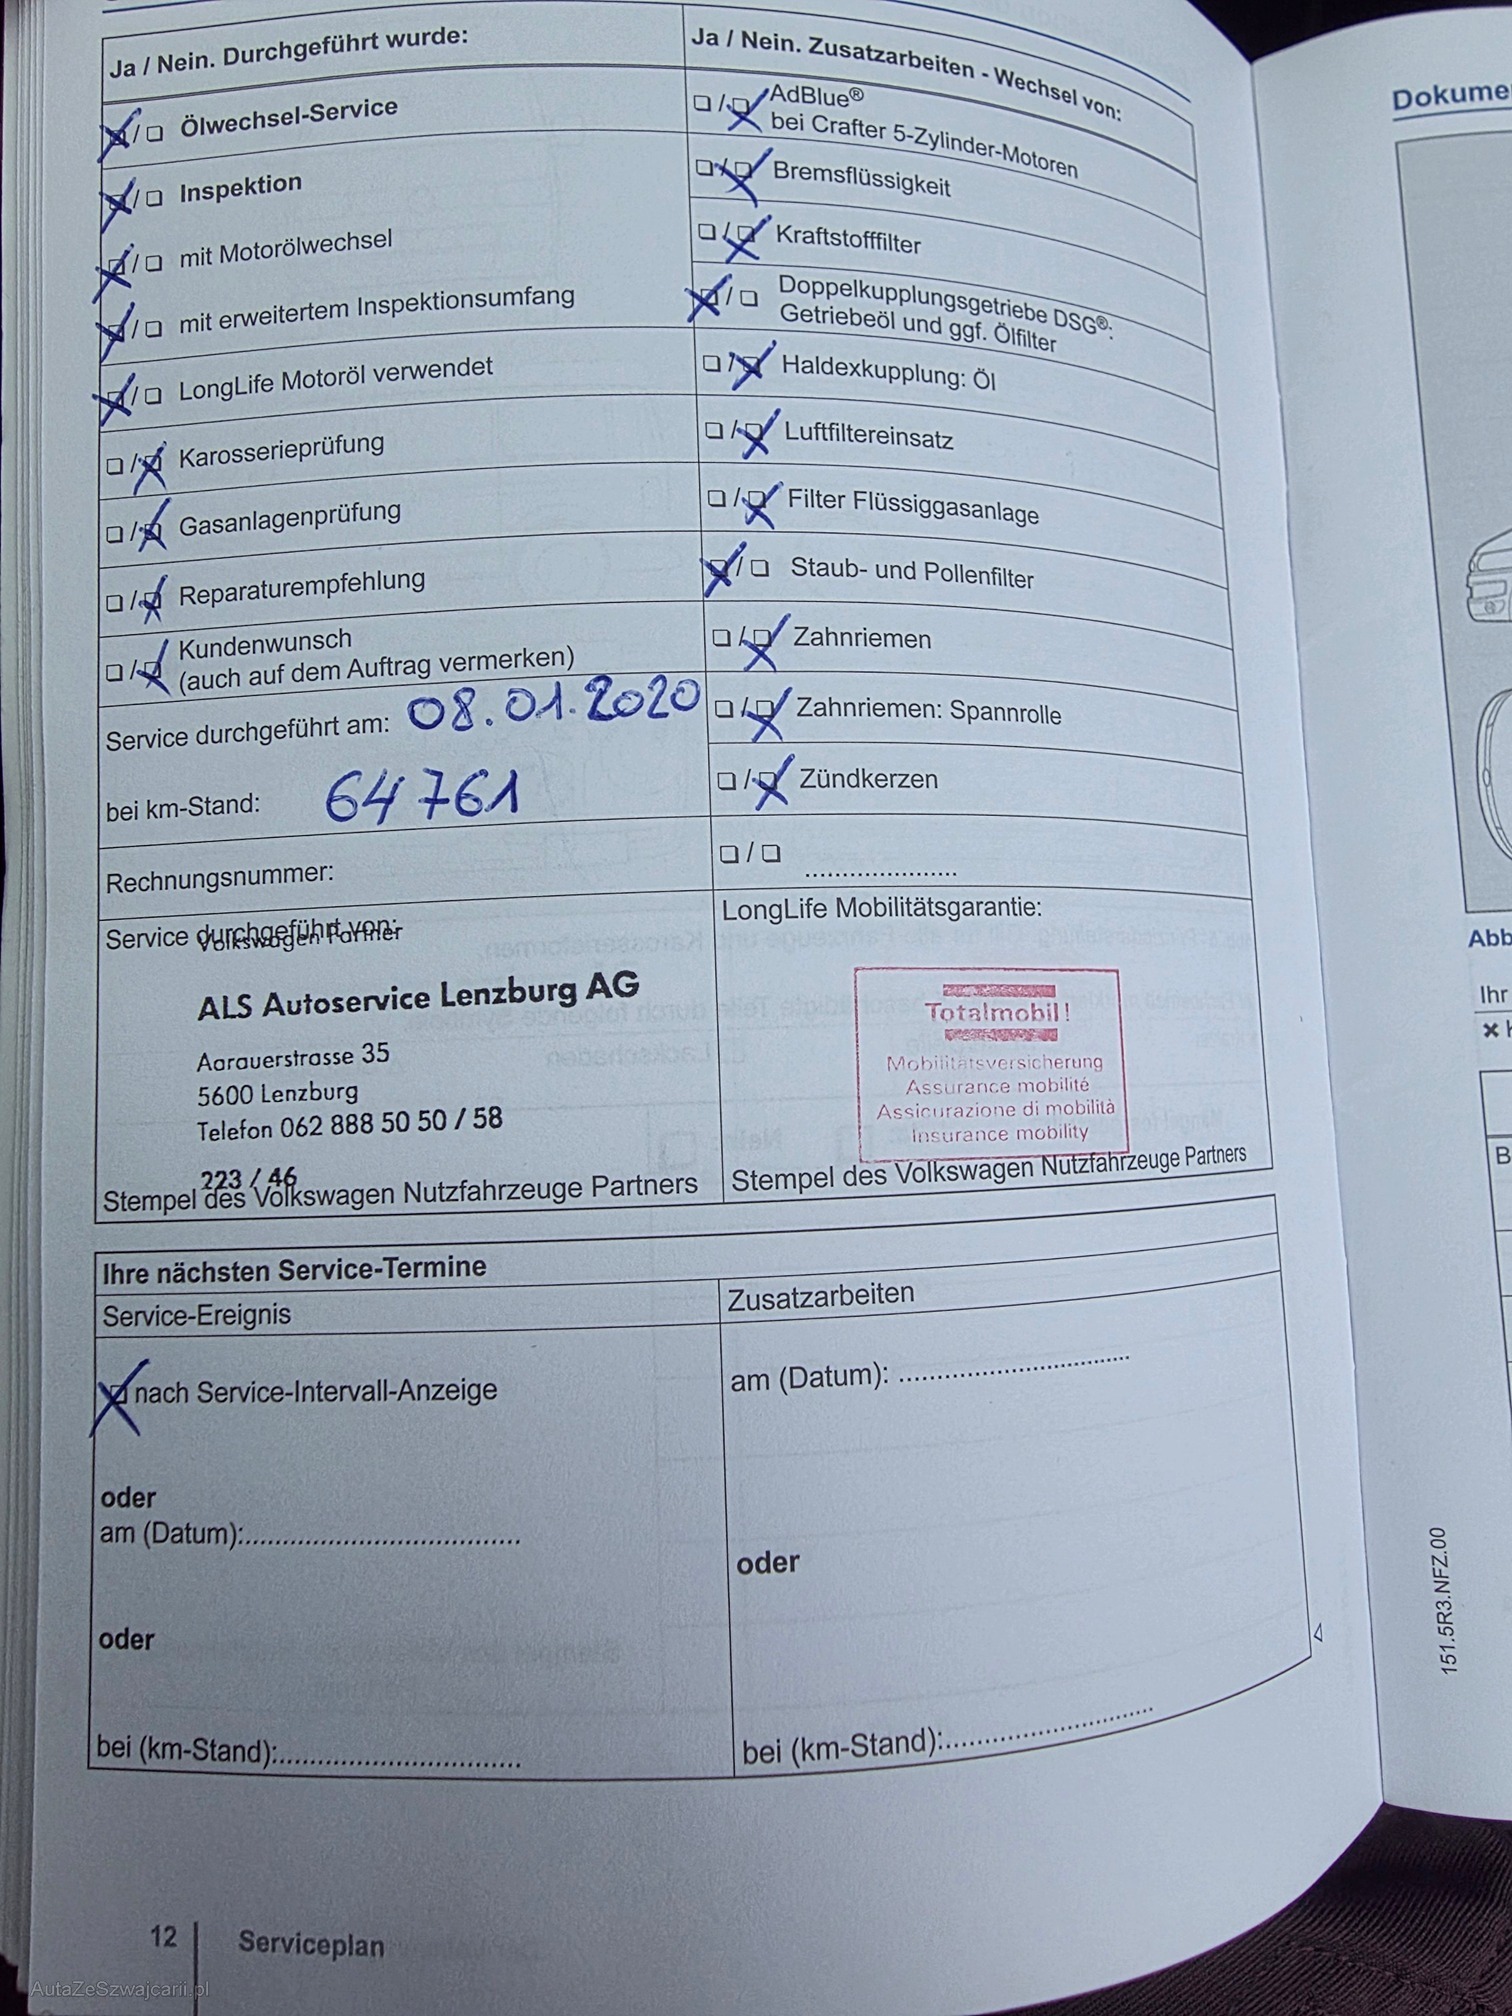 Ja / Nein. Durchgeführt wurde:
Ölwechsel-Service
Inspektion
mit Motorölwechsel
mit erweitertem Inspektionsumfang
LongLife Motoröl verwendet
Karosserieprüfung
Gasanlagenprüfung
Reparaturempfehlung
Kundenwunsch
(auch auf dem Auftrag vermerken)
Service durchgeführt am: 08.01.2020
bei km-Stand: 64761
Rechnungsnummer:
Service durchgeführt von:
Volkswagen Partner
ALS Autoservice Lenzburg AG
Aarauerstrasse 35
5600 Lenzburg
Telefon 062 888 50 50 / 58
223 / 46
Stempel des Volkswagen Nutzfahrzeuge Partners
Ja / Nein. Zusatzarbeiten - Wechsel von:
AdBlue®
bei Crafter 5-Zylinder-Motoren
Bremsflüssigkeit
Kraftstofffilter
Doppelkupplungsgetriebe DSG®:
Getriebeöl und ggf. Ölfilter
Haldexkupplung: Öl
Luftfiltereinsatz
Filter Flüssiggasanlage
Staub- und Pollenfilter
Zahnriemen
Zahnriemen: Spannrolle
Zündkerzen
LongLife Mobilitätsgarantie:
Totalmobil!
Mobilitätsversicherung
Assurance mobilité
Assicurazione di mobilità
Insurance mobility
Stempel des Volkswagen Nutzfahrzeuge Partners
Ihre nächsten Service-Termine
Service-Ereignis
nach Service-Intervall-Anzeige
oder
am (Datum):
oder
bei (km-Stand):
Zusatzarbeiten
am (Datum):
oder
bei (km-Stand):
12
Serviceplan
AutaZeSzwajcarii.pl
Dokume
Abb
Ihr
B
151.5R3.NFZ.00